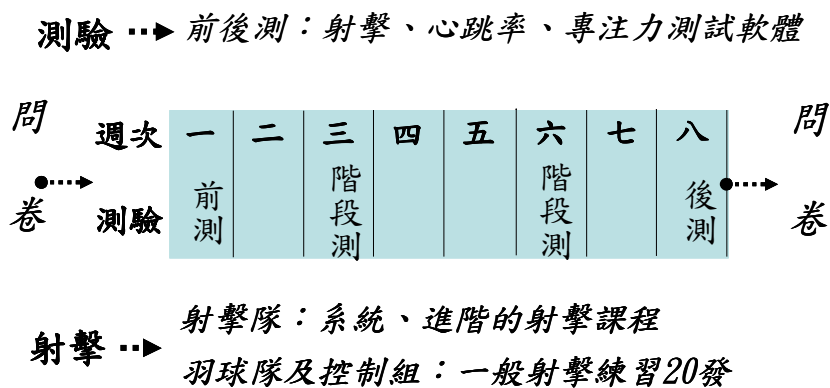 測驗 前後測：射擊、心跳率、專注力測試軟體
問卷
週次 一 二 三 四 五 六 七 八
測驗 前測 階段測 階段測 後測
問卷
射擊 射擊隊：系統、進階的射擊課程
羽球隊及控制組：一般射擊練習20發